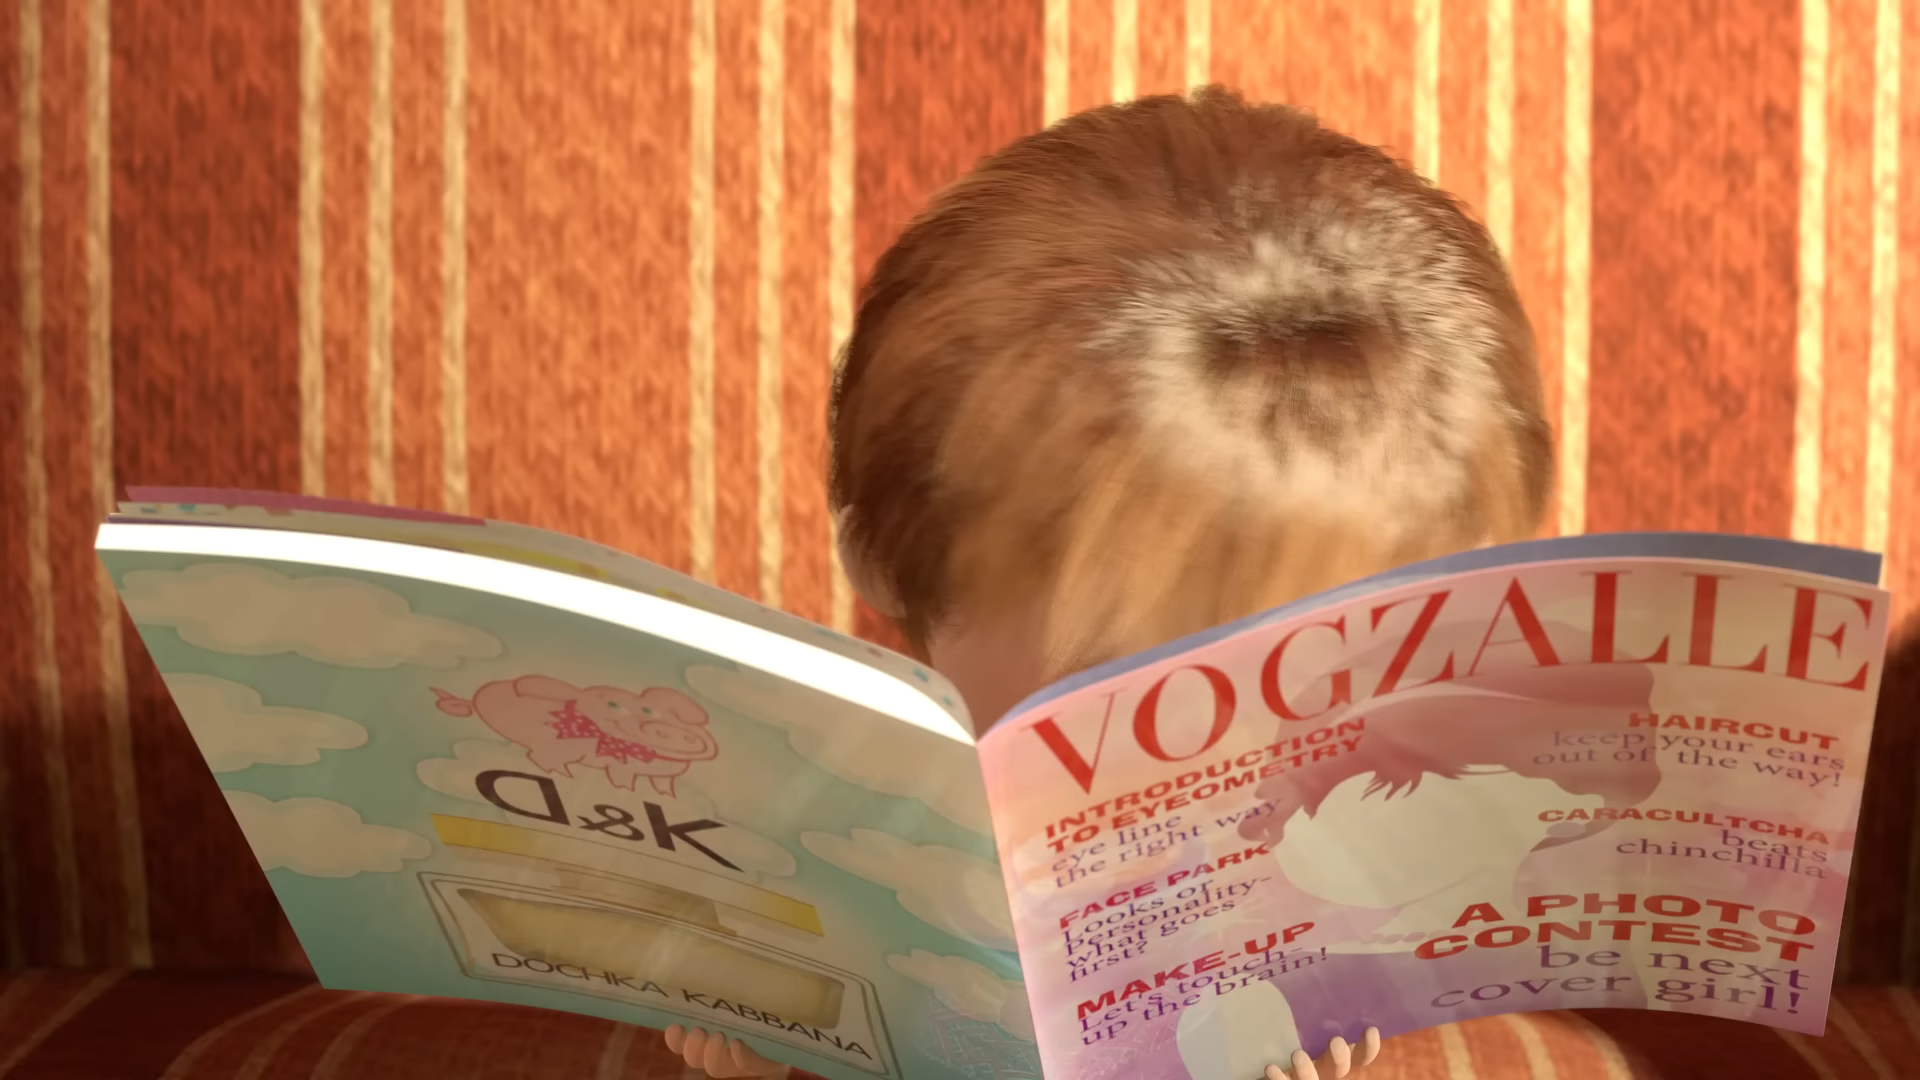 D&K
DOCHKA KABBANA
VOGZALLE
INTRODUCTION
TO EYEOMETRY
eye line
the right way
FACE PARK
Looks or
personality-
what goes
first?
MAKE-UP
Let's touch-
up the brain!
HAIRCUT
keep your ears
out of the way!
CARACULTCHA
beats
chinchilla
A PHOTO
CONTEST
be next
cover girl!